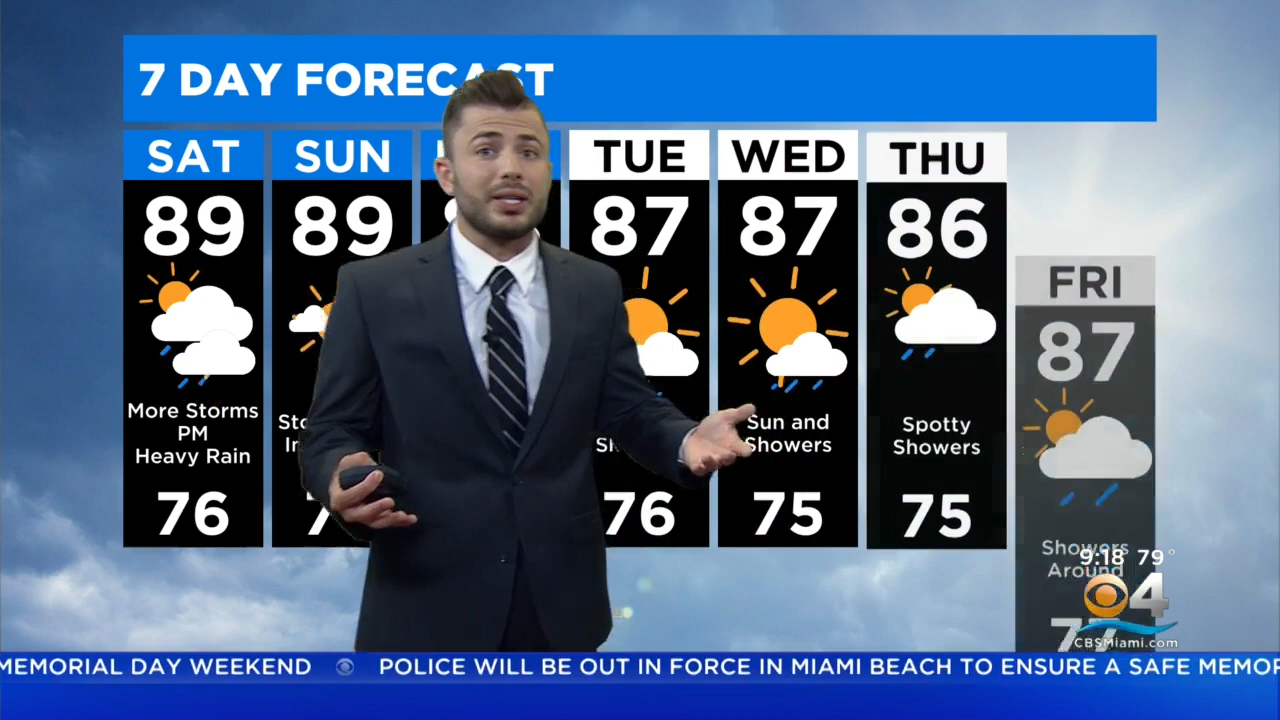 7 DAY FORECAST
SAT
89
More Storms
PM
Heavy Rain
76
SUN
89
TUE
87
76
WED
87
Sun and
Showers
75
THU
86
Spotty
Showers
75
FRI
87
Showers
Around
77
9:18 79°
4
CBSMiami.com
MEMORIAL DAY WEEKEND POLICE WILL BE OUT IN FORCE IN MIAMI BEACH TO ENSURE A SAFE